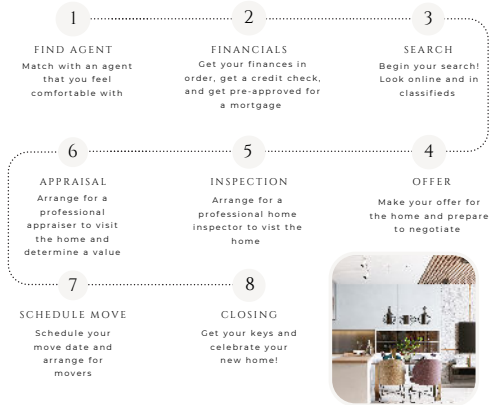 1
FIND AGENT
Match with an agent
that you feel
comfortable with
2
FINANCIALS
Get your finances in
order, get a credit check,
and get pre-approved for
a mortgage
3
SEARCH
Begin your search!
Look online and in
classifieds
4
OFFER
Make your offer for
the home and prepare
to negotiate
5
INSPECTION
Arrange for a
professional home
inspector to vist the
home
6
APPRAISAL
Arrange for a
professional
appraiser to visit
the home and
determine a value
7
SCHEDULE MOVE
Schedule your
move date and
arrange for
movers
8
CLOSING
Get your keys and
celebrate your
new home!